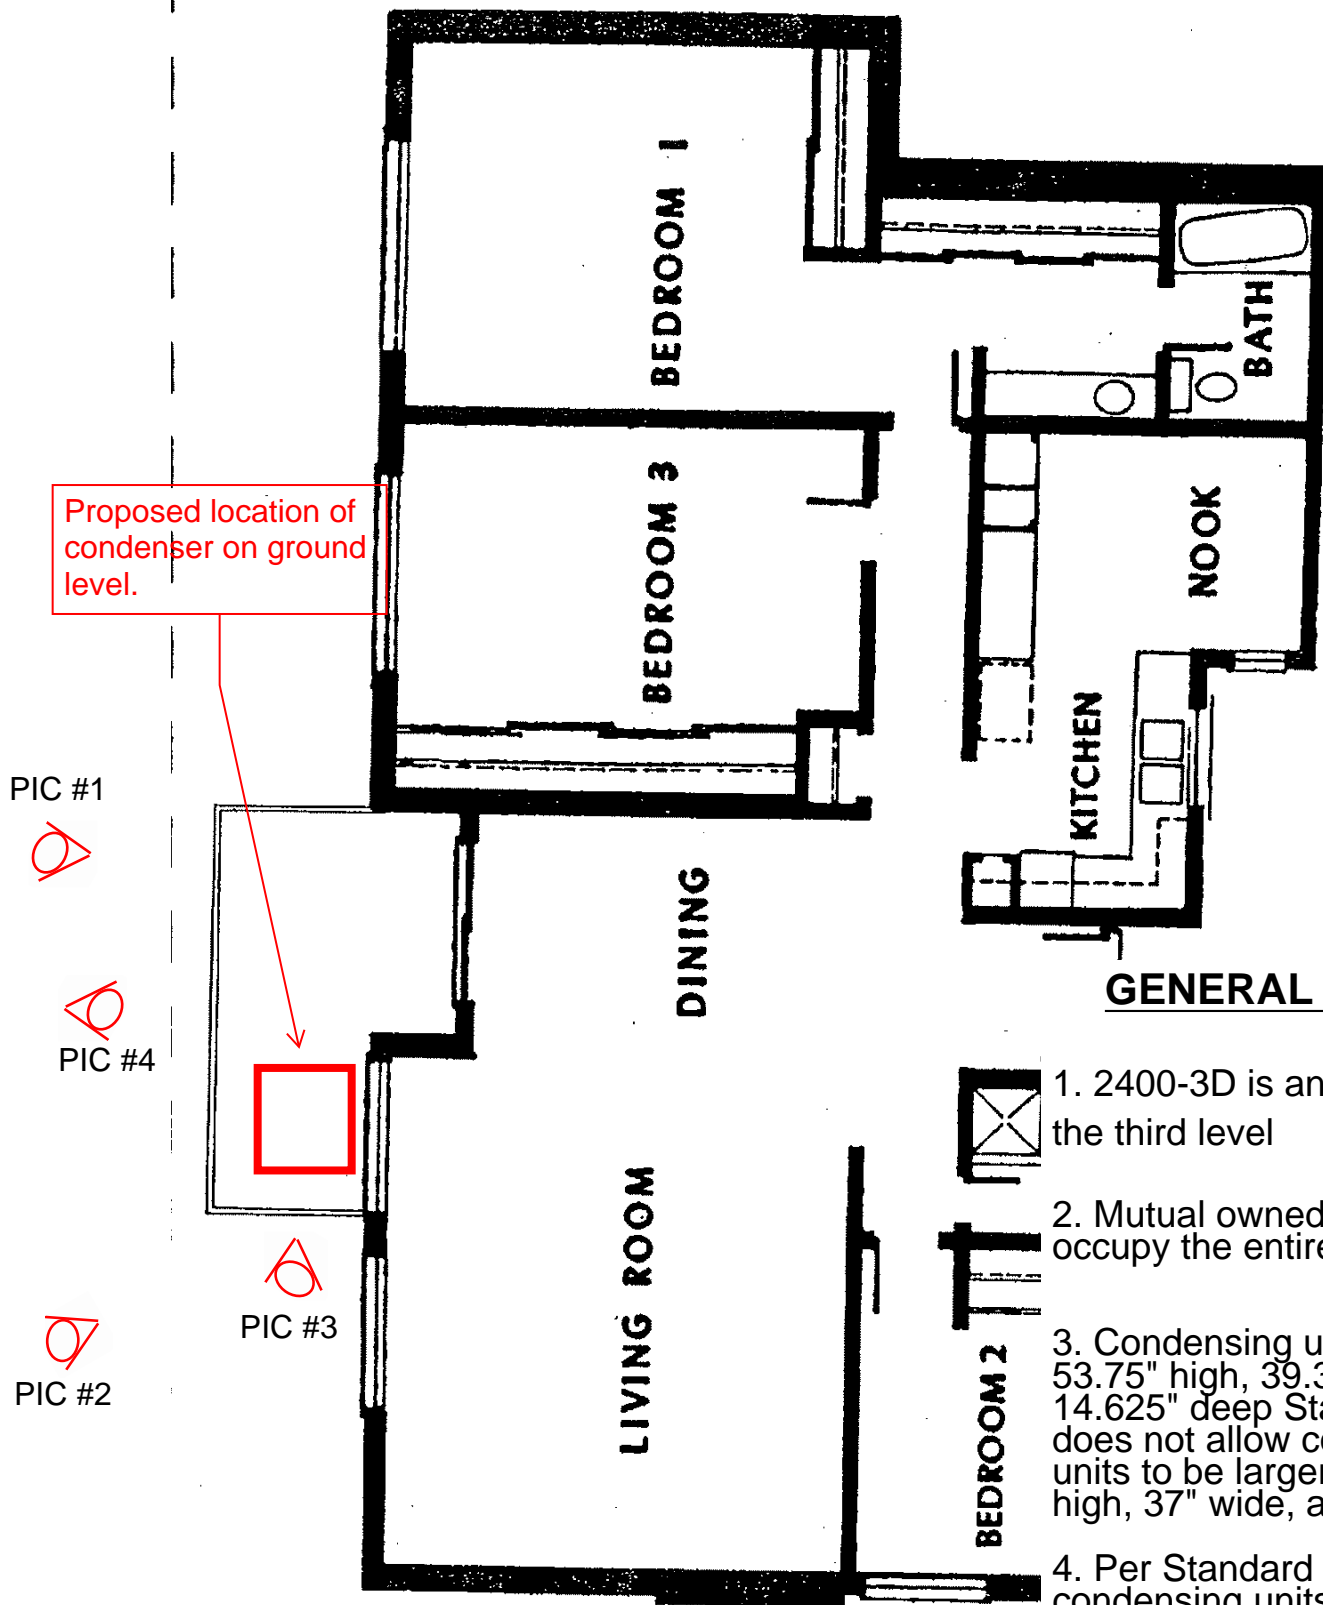 BEDROOM 1
BATH
BEDROOM 3
NOOK
Proposed location of
condenser on ground
level.
KITCHEN
PIC #1
DINING
PIC #4
GENERAL
1. 2400-3D is an
the third level
LIVING ROOM
2. Mutual owned
occupy the entire
PIC #3
PIC #2
BEDROOM 2
3. Condensing u
53.75" high, 39.3
14.625" deep Sta
does not allow co
units to be larger
high, 37" wide, a
4. Per Standard
condensing units